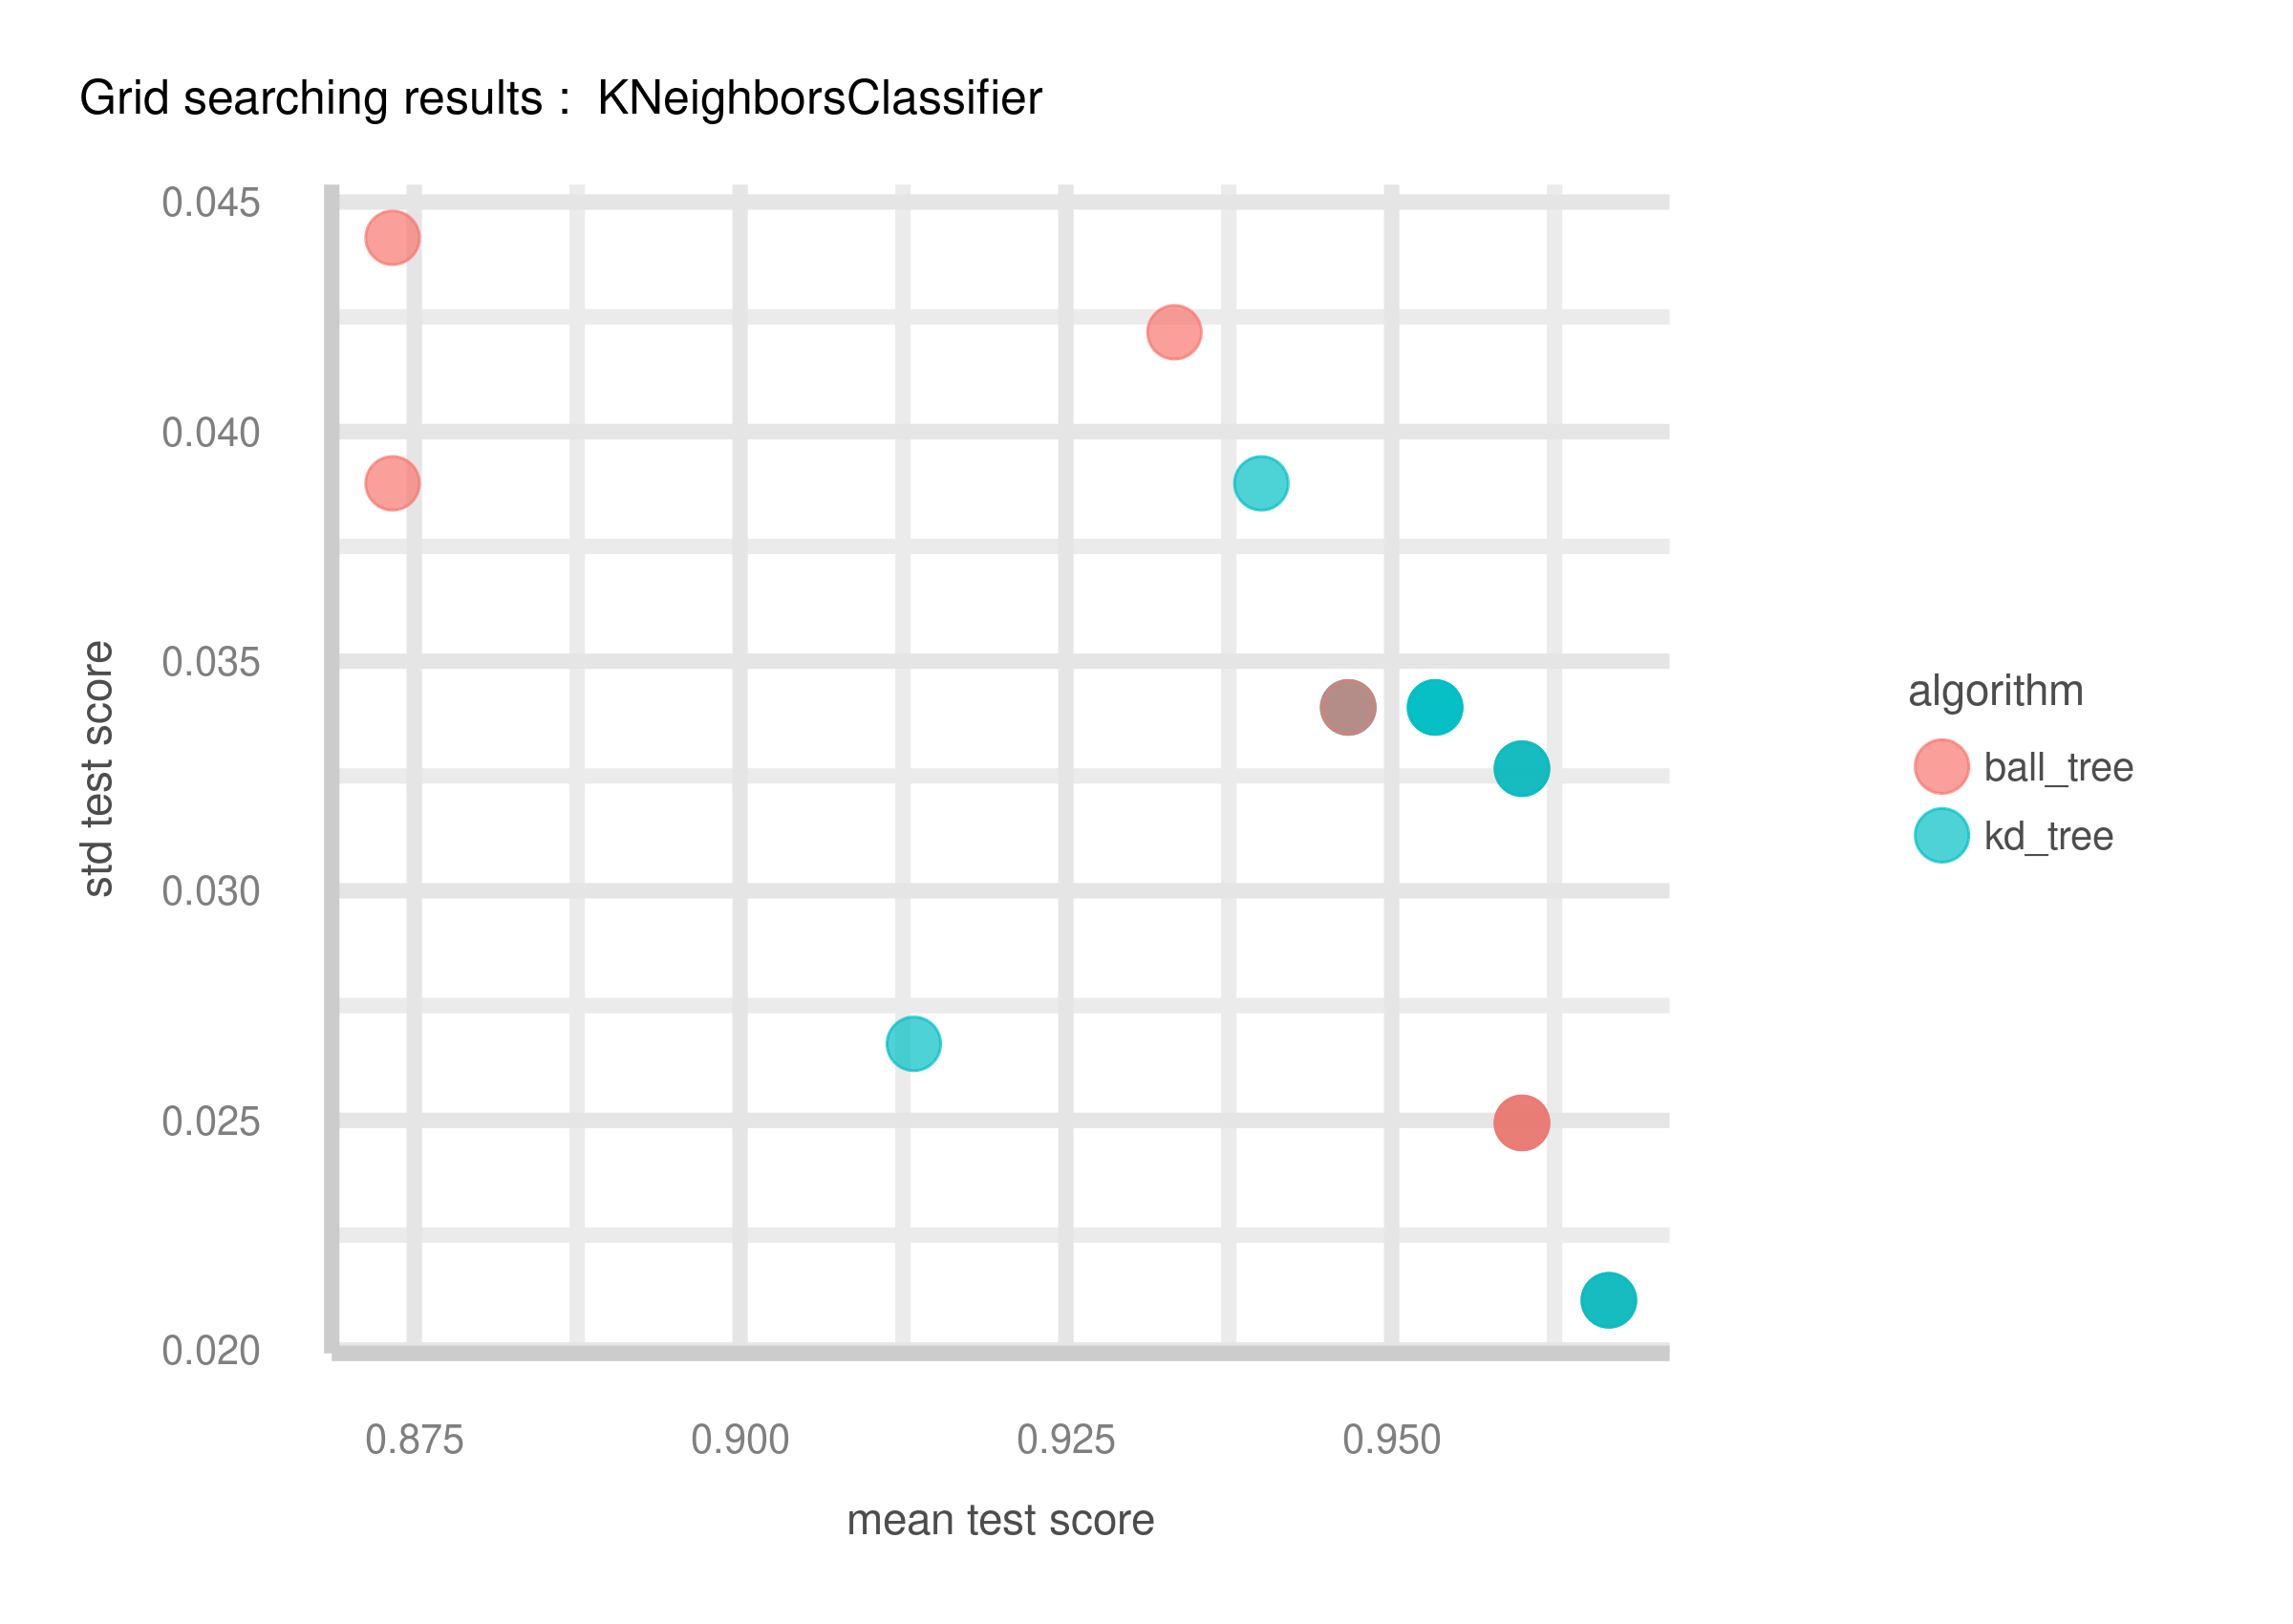 Grid searching results :  KNeighborsClassifier
0.045
0.040
0.035
0.030
0.025
0.020
std test score
0.875 0.900 0.925 0.950
mean test score
algorithm
ball_tree
kd_tree